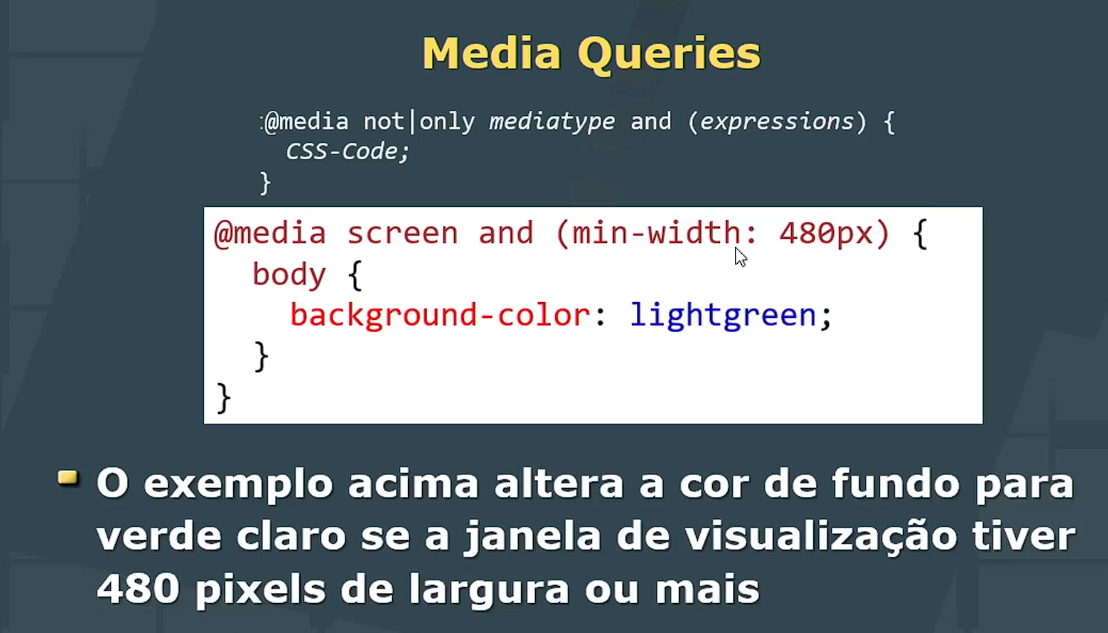 Media Queries
:@media not|only mediatype and (expressions) {
CSS-Code;
}
@media screen and (min-width: 480px) {
body {
background-color: lightgreen;
}
}
O exemplo acima altera a cor de fundo para
verde claro se a janela de visualização tiver
480 pixels de largura ou mais